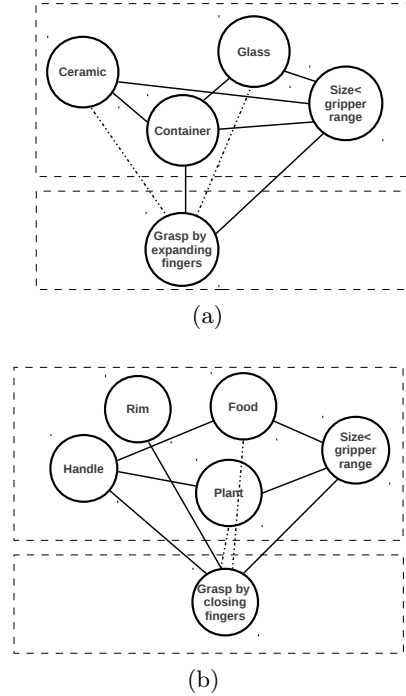 Glass
Ceramic
Size<
gripper
range
Container
Grasp by
expanding
fingers
(a)
Rim
Food
Size<
gripper
range
Handle
Plant
Grasp by
closing
fingers
(b)